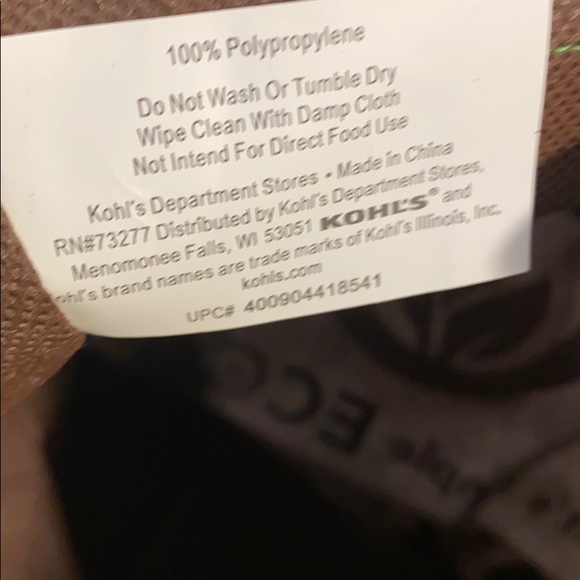 100% Polypropylene
Do Not Wash Or Tumble Dry
Wipe Clean With Damp Cloth
Not Intend For Direct Food Use
Kohl's Department Stores • Made in China
RN#73277 Distributed by Kohl's Department Stores,
Menomonee Falls, WI 53051 KOHL'S® and
ohl's brand names are trade marks of Kohl's Illinois, Inc.
kohls.com
UPC# 400904418541
ECO